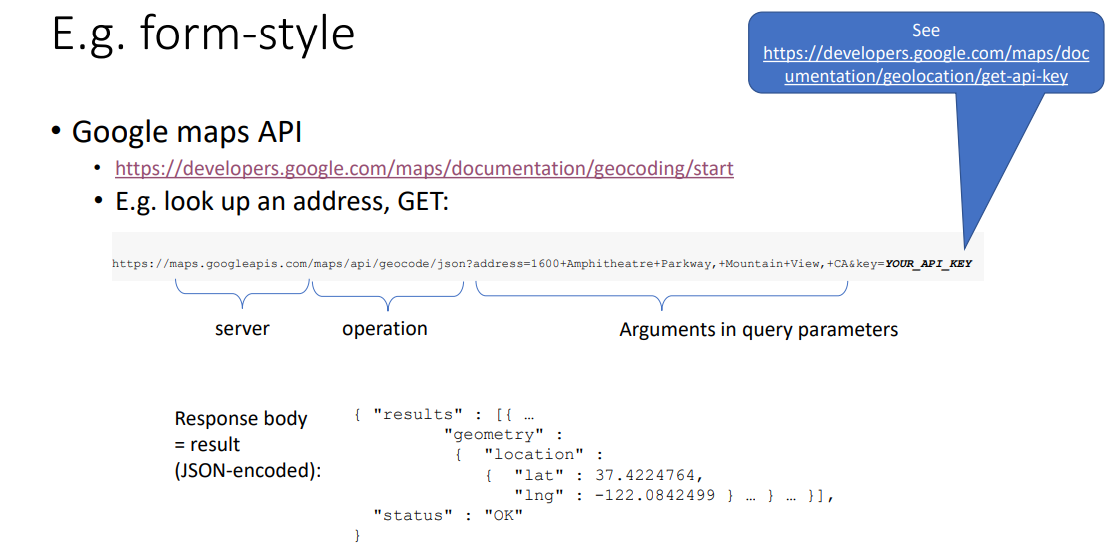 E.g. form-style
See
https://developers.google.com/maps/doc
umentation/geolocation/get-api-key
• Google maps API
• https://developers.google.com/maps/documentation/geocoding/start
• E.g. look up an address, GET:
https://maps.googleapis.com/maps/api/geocode/json?address=1600+Amphitheatre+Parkway,+Mountain+View,+CA&key=YOUR_API_KEY
server
operation
Arguments in query parameters
Response body
= result
(JSON-encoded):
{ "results" : [{ …
"geometry" :
{ "location" :
{ "lat" : 37.4224764,
"lng" : -122.0842499 } … } … }],
"status" : "OK"
}